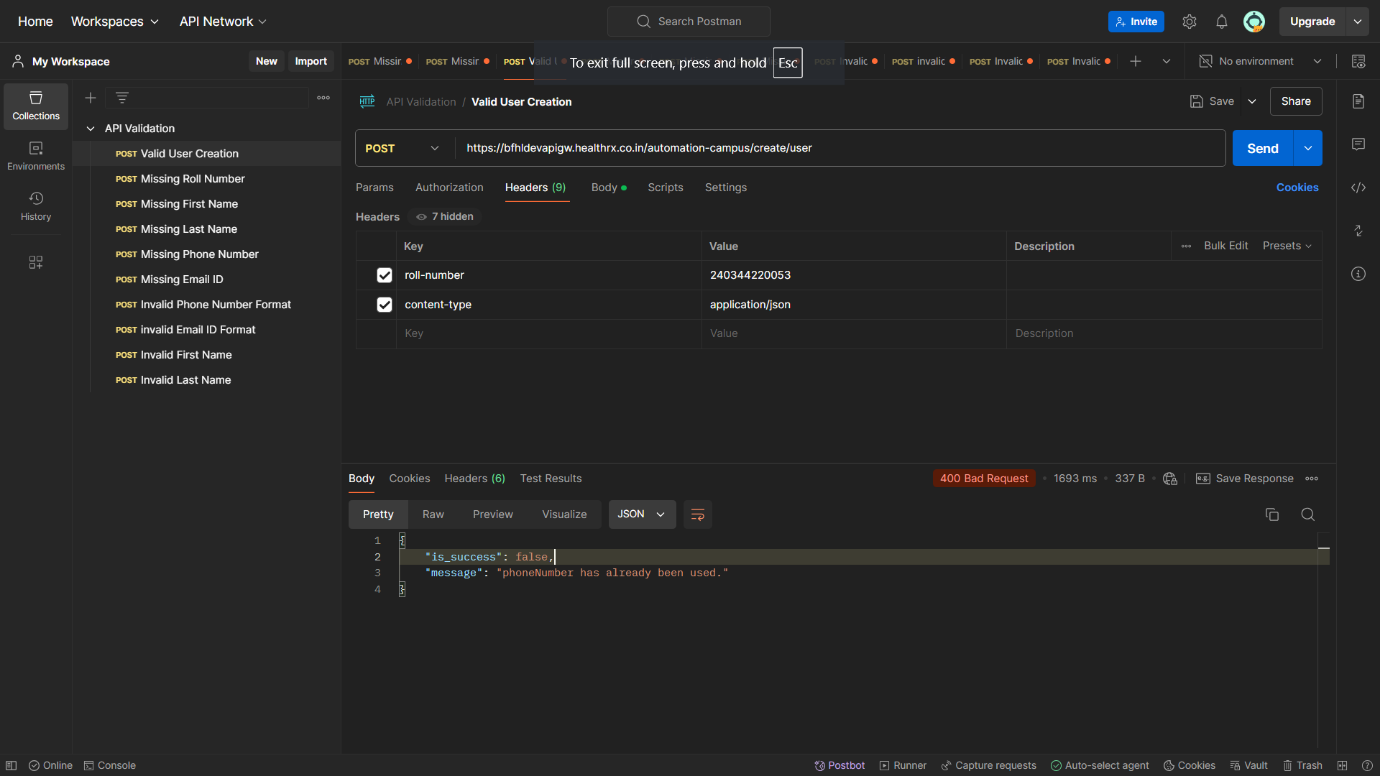 Home Workspaces API Network Search Postman Invite Upgrade
My Workspace New Import POST Missir POST Missir POST Valid To exit full screen, press and hold Esc nvalic POST invalic POST Invalic POST Invalic No environment
Collections
Environments
History
API Validation
POST Valid User Creation
POST Missing Roll Number
POST Missing First Name
POST Missing Last Name
POST Missing Phone Number
POST Missing Email ID
POST Invalid Phone Number Format
POST invalid Email ID Format
POST Invalid First Name
POST Invalid Last Name
HTTP API Validation / Valid User Creation Save Share
POST https://bfhldevapigw.healthrx.co.in/automation-campus/create/user Send
Params Authorization Headers (9) Body Scripts Settings Cookies
Headers 7 hidden
Key Value Description Bulk Edit Presets
roll-number 240344220053
content-type application/json
Key Value Description
Body Cookies Headers (6) Test Results 400 Bad Request 1693 ms 337 B Save Response
Pretty Raw Preview Visualize JSON
1 {
2 "is_success": false,
3 "message": "phoneNumber has already been used."
4 }
Online Console Postbot Runner Capture requests Auto-select agent Cookies Vault Trash